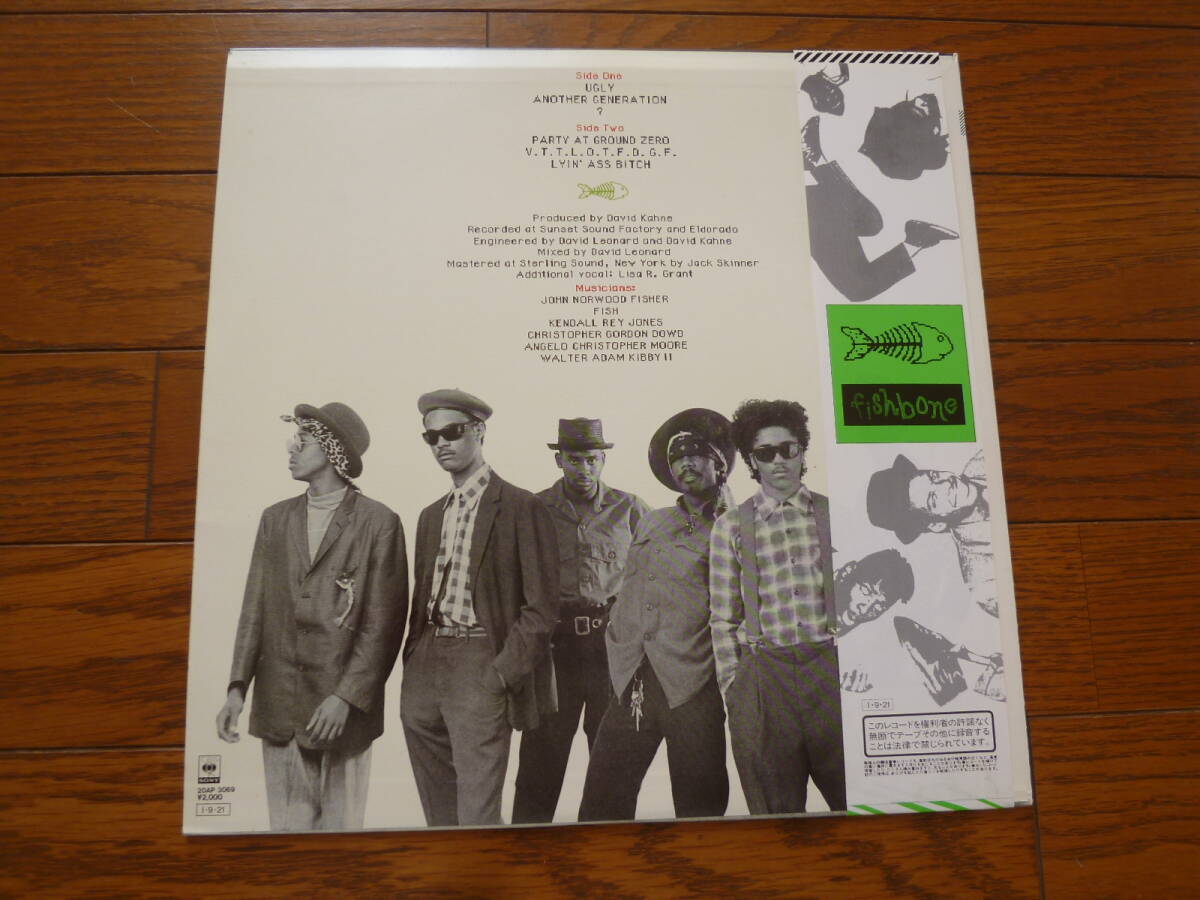 Side One
UGLY
ANOTHER GENERATION
?
Side Two
PARTY AT GROUND ZERO
V.T.T.L.O.T.F.D.G.F.
LYIN' ASS BITCH
Produced by David Kahne
Recorded at Sunset Sound Factory and Eldorado
Engineered by David Leonard and David Kahne
Mixed by David Leonard
Mastered at Sterling Sound, New York by Jack Skinner
Additional vocal: Lisa R. Grant
Musicians:
JOHN NORWOOD FISHER
FISH
KENDALL REY JONES
CHRISTOPHER GORDON DOWD
ANGELO CHRISTOPHER MOORE
WALTER ADAM KIBBY II
fishbone
I·9·21
このレコードを権利者の許諾なく
無断でテープその他に録音する
ことは法律で禁じられています。
SONY
20AP 3069
¥2,000
I·9·21